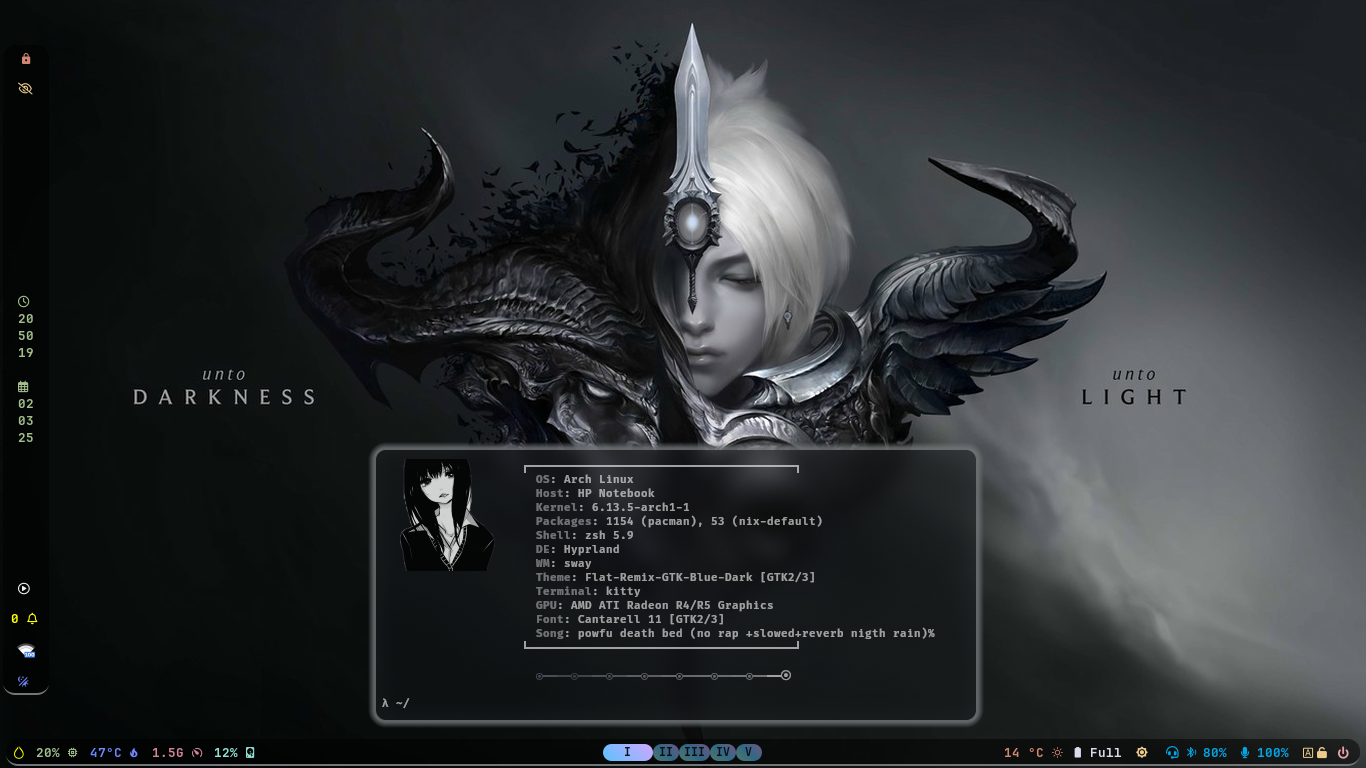 20
50
19
02
03
25
0
100
unto
DARKNESS
unto
LIGHT
OS: Arch Linux
Host: HP Notebook
Kernel: 6.13.5-arch1-1
Packages: 1154 (pacman), 53 (nix-default)
Shell: zsh 5.9
DE: Hyprland
WM: sway
Theme: Flat-Remix-GTK-Blue-Dark [GTK2/3]
Terminal: kitty
GPU: AMD ATI Radeon R4/R5 Graphics
Font: Cantarell 11 [GTK2/3]
Song: powfu death bed (no rap +slowed+reverb nigth rain)%
λ ~/
20% 47°C 1.5G 12% I II III IV V 14 °C Full 80% 100% A